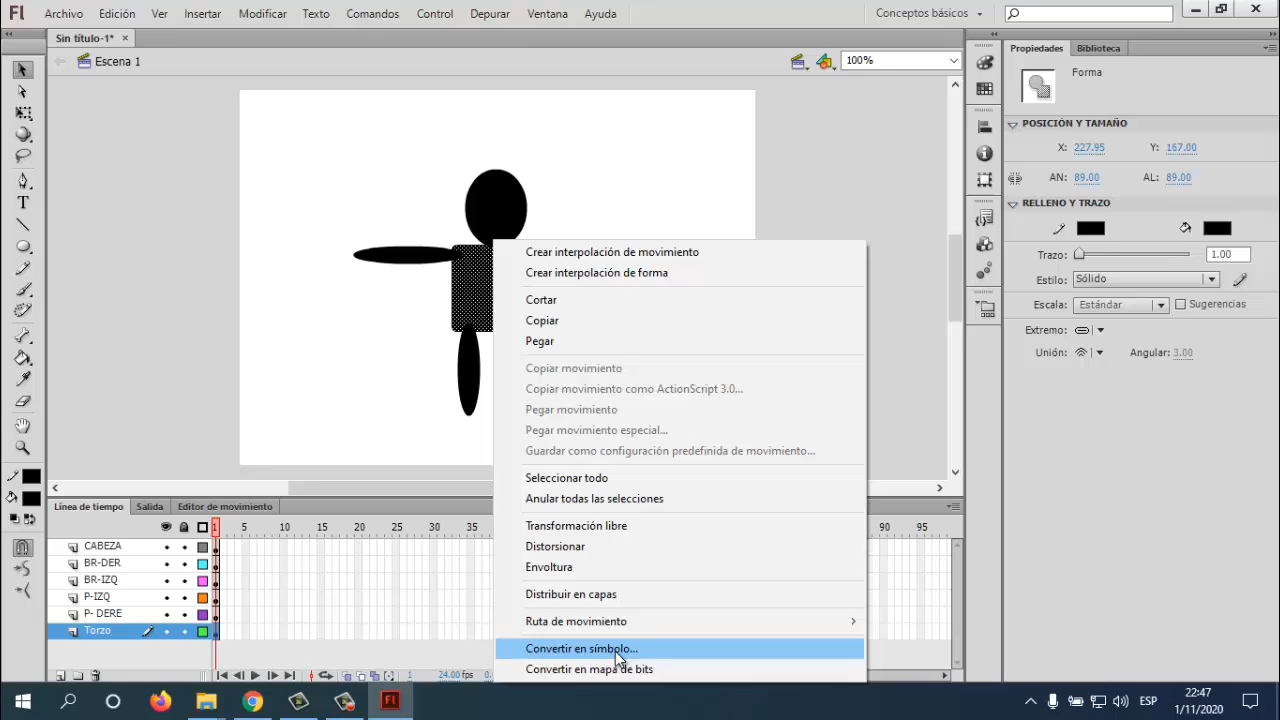 Fl Archivo Edición Ver Insertar Modificar Texto Comandos Control Depurar Ventana Ayuda Conceptos básicos
Sin título-1* ×
Escena 1 100%
Propiedades Biblioteca
Forma
POSICIÓN Y TAMAÑO
X: 227.95 Y: 167.00
AN: 89.00 AL: 89.00
RELLENO Y TRAZO
Trazo: 1.00
Estilo: Sólido
Escala: Estándar Sugerencias
Extremo:
Unión: Angular: 3.00
Crear interpolación de movimiento
Crear interpolación de forma
Cortar
Copiar
Pegar
Copiar movimiento
Copiar movimiento como ActionScript 3.0...
Pegar movimiento
Pegar movimiento especial...
Guardar como configuración predefinida de movimiento...
Seleccionar todo
Anular todas las selecciones
Transformación libre
Distorsionar
Envoltura
Distribuir en capas
Ruta de movimiento
Convertir en símbolo...
Convertir en mapa de bits
Línea de tiempo Salida Editor de movimiento
1 5 10 15 20 25 30 35 90 95
CABEZA
BR-DER
BR-IZQ
P-IZQ
P- DERE
Torzo
1 24.00 fps
Fl ESP 22:47
1/11/2020